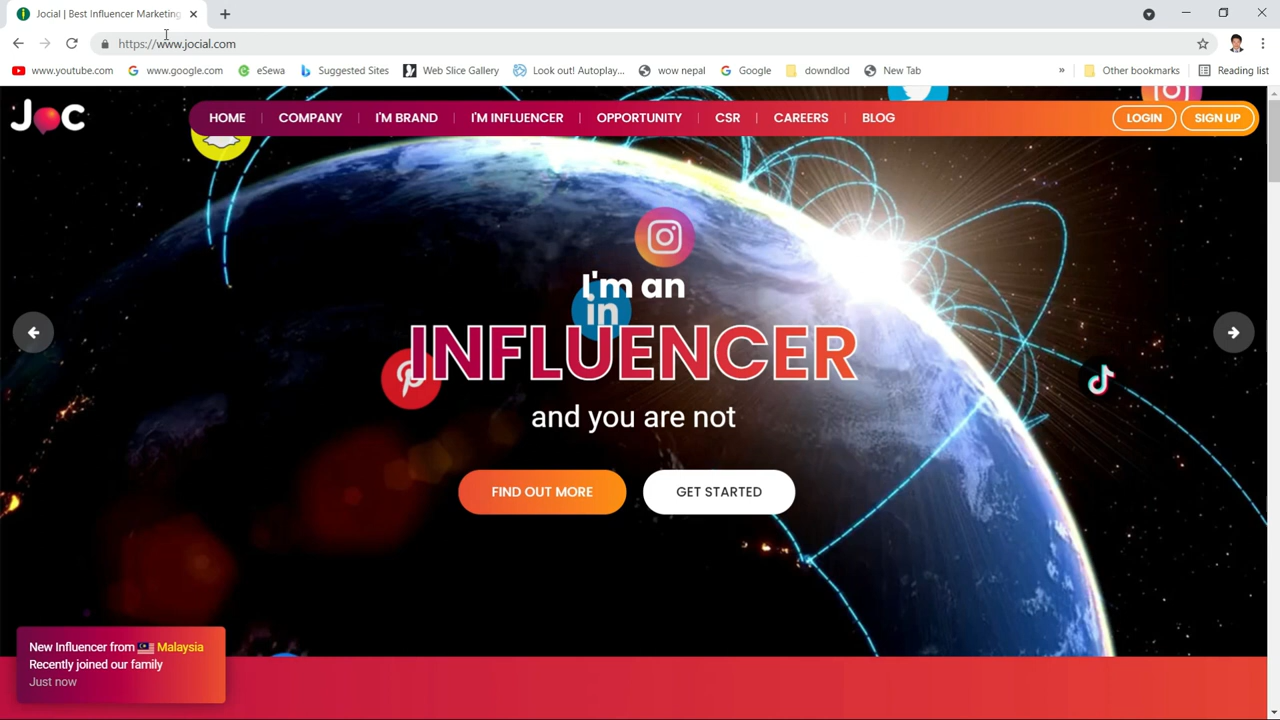 Jocial | Best Influencer Marketing
https://www.jocial.com
www.youtube.com
www.google.com
eSewa
Suggested Sites
Web Slice Gallery
Look out! Autoplay...
wow nepal
Google
downdlod
New Tab
»
Other bookmarks
Reading list
JOC
HOME
COMPANY
I'M BRAND
I'M INFLUENCER
OPPORTUNITY
CSR
CAREERS
BLOG
LOGIN
SIGN UP
I'm an
in
INFLUENCER
and you are not
FIND OUT MORE
GET STARTED
New Influencer from Malaysia
Recently joined our family
Just now